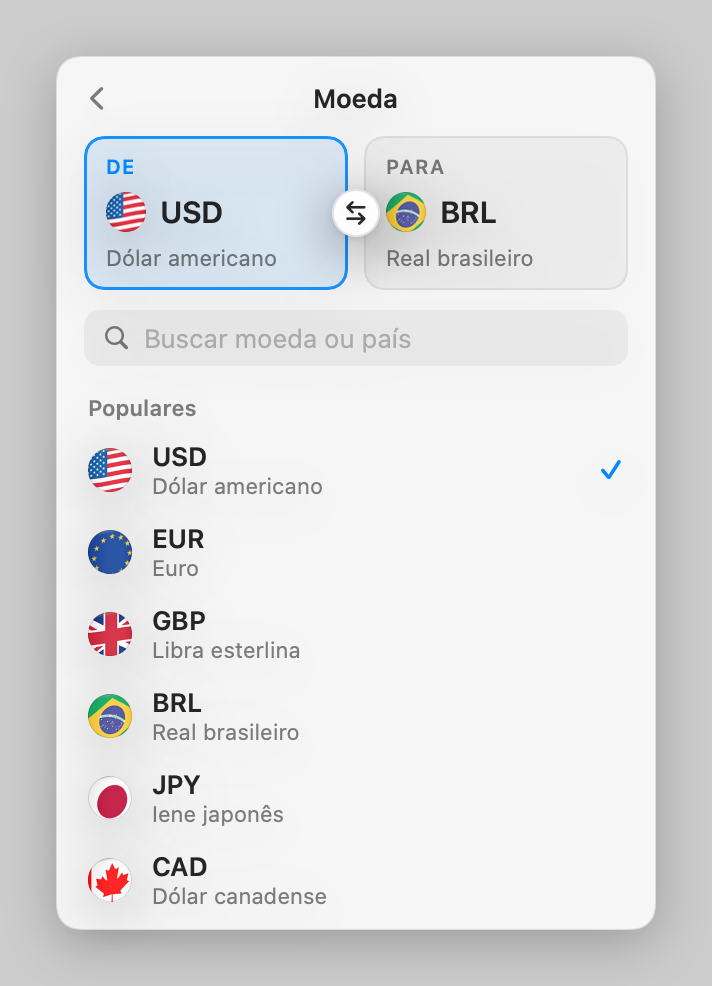 Moeda
DE
USD
Dólar americano
PARA
BRL
Real brasileiro
Buscar moeda ou país
Populares
USD
Dólar americano
EUR
Euro
GBP
Libra esterlina
BRL
Real brasileiro
JPY
Iene japonês
CAD
Dólar canadense